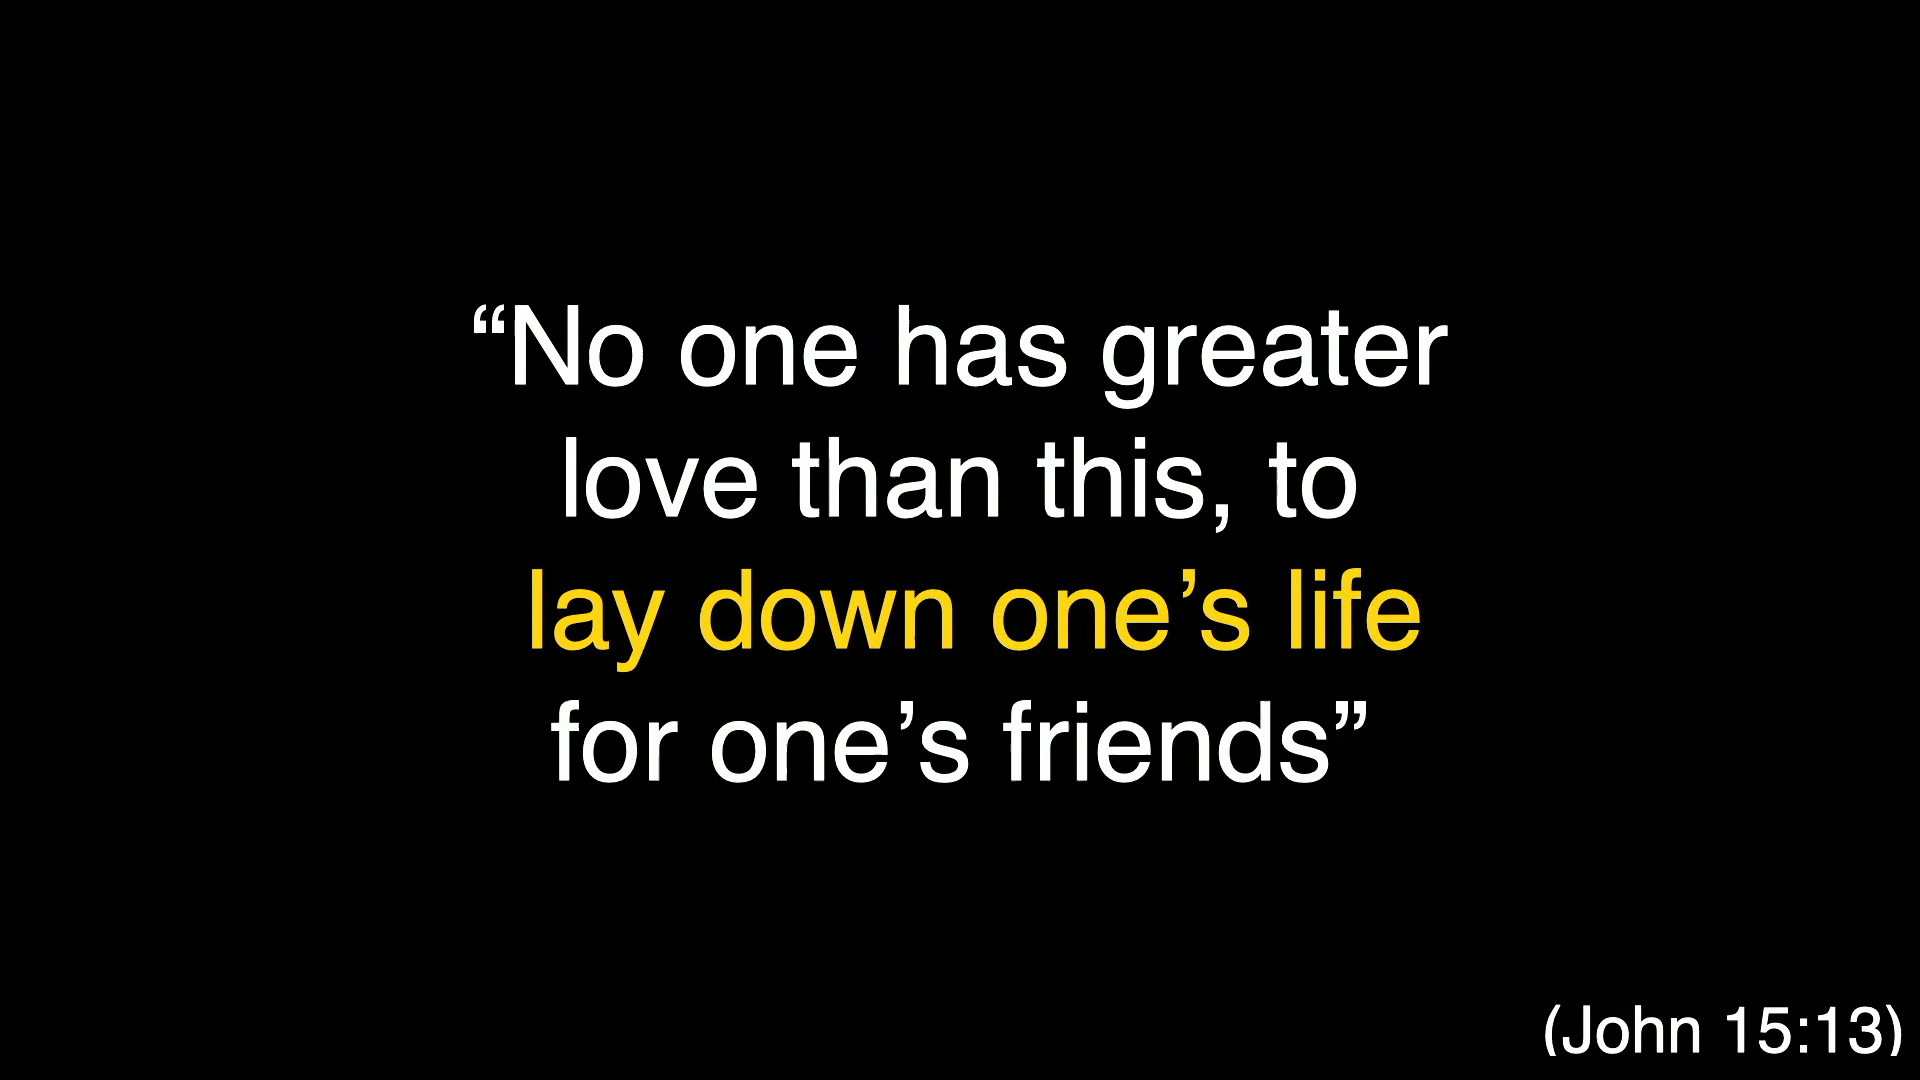 “No one has greater
love than this, to
lay down one’s life
for one’s friends”
(John 15:13)